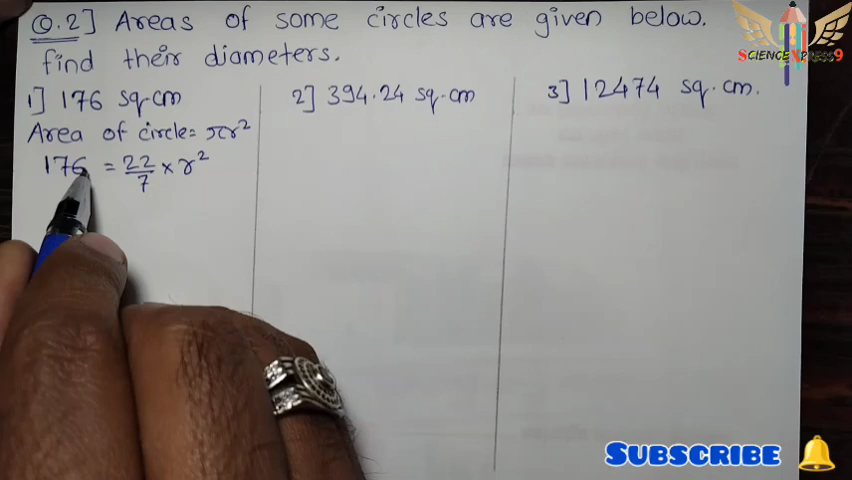 Q.2] Areas of some circles are given below.
find their diameters.
1] 176 sq.cm
Area of circle = πr²
176 = 22/7 × r²
2] 394.24 sq.cm
3] 12474 sq.cm.
SCIENCEXPRESS9
SUBSCRIBE